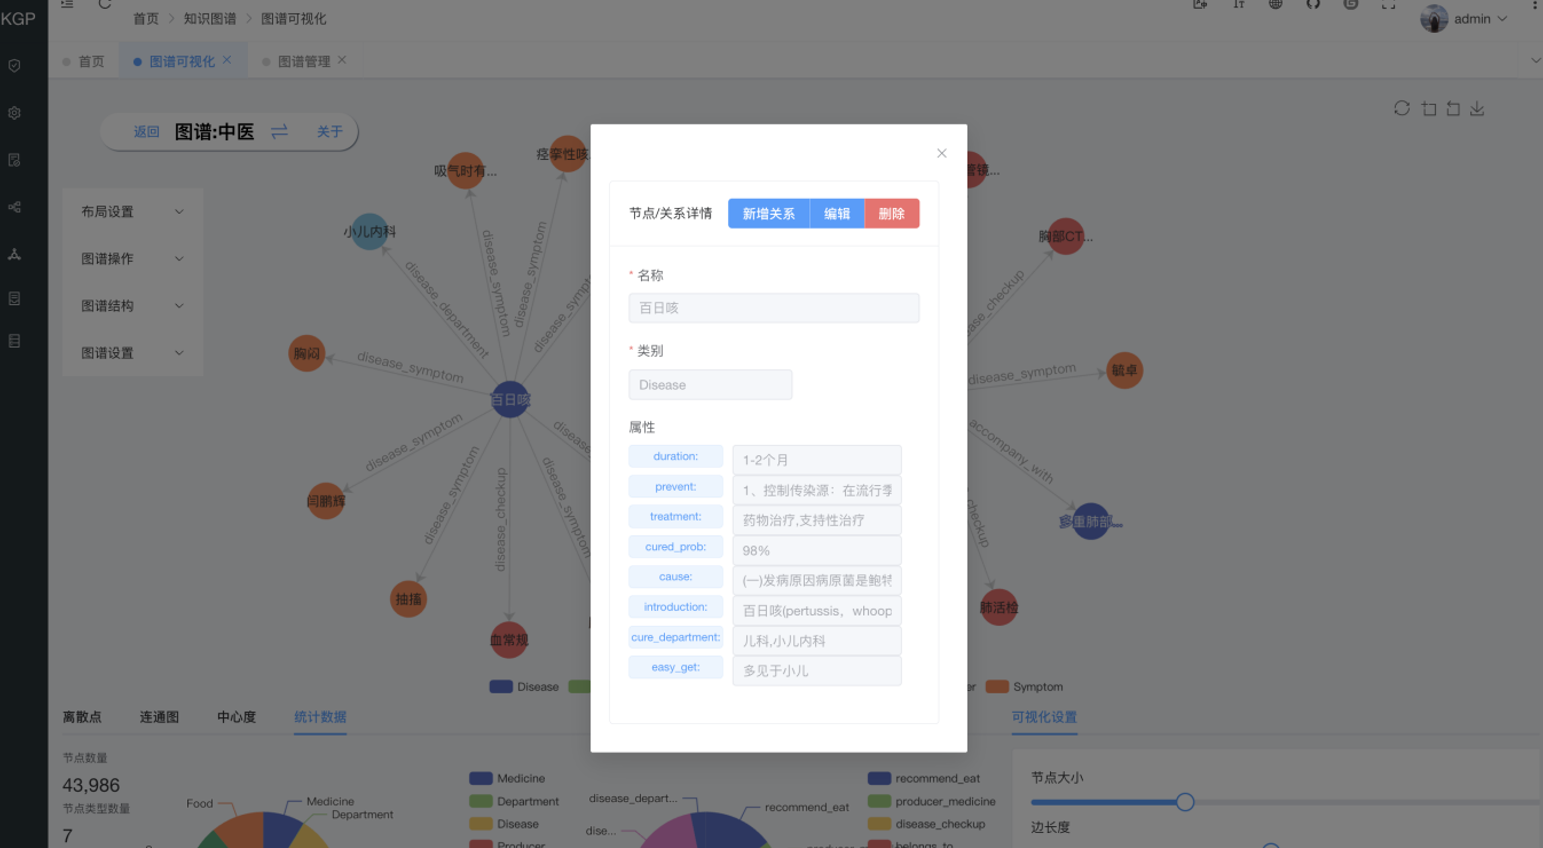 KGP
首页 > 知识图谱 > 图谱可视化
admin
首页
图谱可视化 ×
图谱管理 ×
返回 图谱:中医 关于
布局设置
图谱操作
图谱结构
图谱设置
吸气时有...
痉挛性咳
小儿内科
胸闷
闫鹏辉
抽搐
血常规
百日咳
管镜...
胸部CT...
毓卓
多重肺部...
肺活检
disease_symptom
disease_symptom
disease_symp
disease_department
disease_symptom
disease_symptom
disease_symptom
disease_checkup
disease_symptom
disease
ase_checkup
disease_symptom
accompany_with
checkup
节点/关系详情 新增关系 编辑 删除
* 名称
百日咳
* 类别
Disease
属性
duration: 1-2个月
prevent: 1、控制传染源：在流行季
treatment: 药物治疗,支持性治疗
cured_prob: 98%
cause: (一)发病原因病原菌是鲍特
introduction: 百日咳(pertussis，whoop
cure_department: 儿科,小儿内科
easy_get: 多见于小儿
Disease
er
Symptom
离散点 连通图 中心度 统计数据
可视化设置
节点数量
43,986
节点类型数量
7
Food
Medicine
Department
Medicine
Department
Disease
Producer
disease_depart...
dise...
recommend_eat
recommend_eat
producer_medicine
disease_checkup
belongs_to
节点大小
边长度